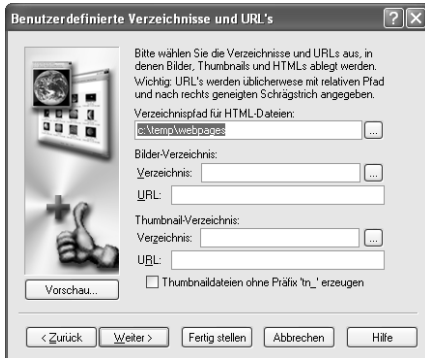 Benutzerdefinierte Verzeichnisse und URL's
Bitte wählen Sie die Verzeichnisse und URLs aus, in
denen Bilder, Thumbnails und HTMLs ablegt werden.
Wichtig: URL's werden üblicherwese mit relativen Pfad
und nach rechts geneigten Schrägstrich angegeben.
Verzeichnispfad für HTML-Dateien:
c:\temp\webpages
...
Bilder-Verzeichnis:
Verzeichnis:
...
URL:
Thumbnail-Verzeichnis:
Verzeichnis:
...
URL:
Thumbnaildateien ohne Präfix 'tn_' erzeugen
Vorschau...
< Zurück
Weiter >
Fertig stellen
Abbrechen
Hilfe